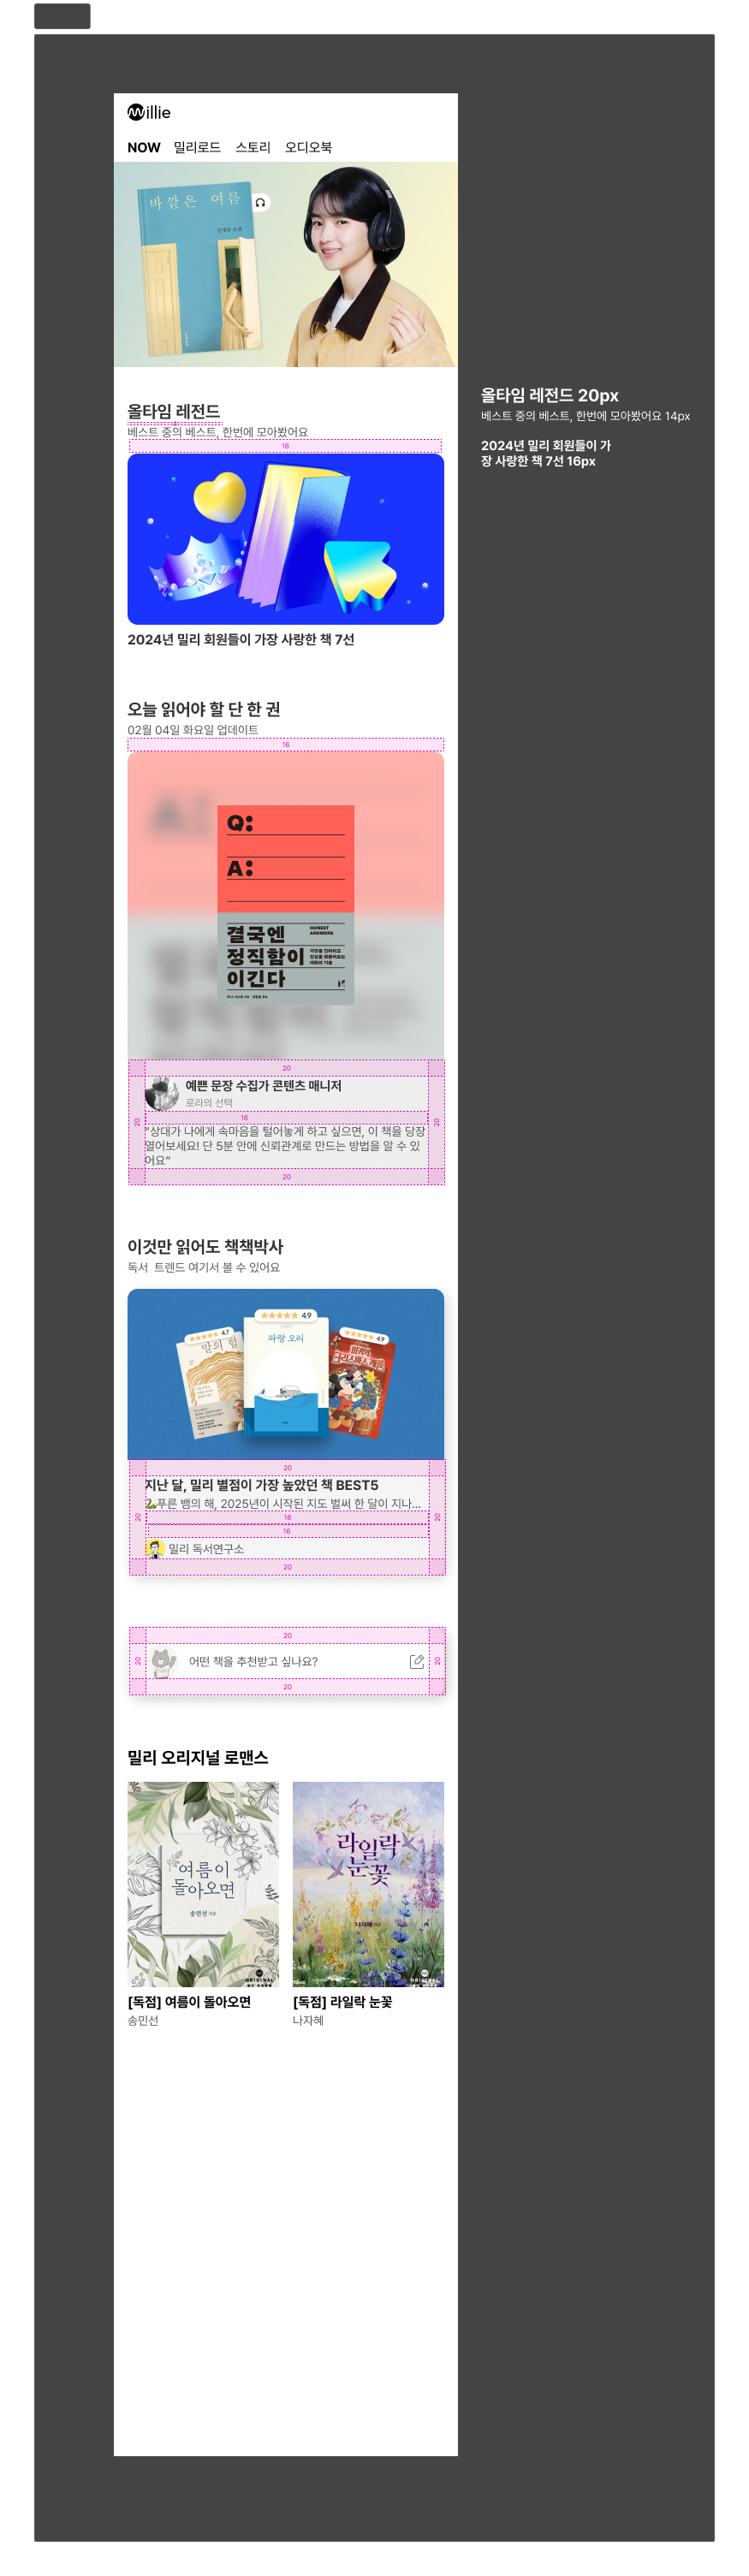 millie
NOW 밀리로드 스토리 오디오북
바깥은 여름
김애란 소설
올타임 레전드
베스트 중의 베스트, 한번에 모아봤어요
16
올타임 레전드 20px
베스트 중의 베스트, 한번에 모아봤어요 14px
2024년 밀리 회원들이 가
장 사랑한 책 7선 16px
2024년 밀리 회원들이 가장 사랑한 책 7선
오늘 읽어야 할 단 한 권
02월 04일 화요일 업데이트
16
Q:
A:
결국엔
정직함이
이긴다
HONEST
ANSWERS
20
예쁜 문장 수집가 콘텐츠 매니저
로라의 선택
20
16
20
“상대가 나에게 속마음을 털어놓게 하고 싶으면, 이 책을 당장
열어보세요! 단 5분 안에 신뢰관계로 만드는 방법을 알 수 있
어요”
20
이것만 읽어도 책책박사
독서 트렌드 여기서 볼 수 있어요
4.7
4.9
4.9
말의 힘
파랑 오리
미키의
크리스마스 캐럴
20
지난 달, 밀리 별점이 가장 높았던 책 BEST5
푸른 뱀의 해, 2025년이 시작된 지도 벌써 한 달이 지나...
20
16
20
16
밀리 독서연구소
20
20
20
어떤 책을 추천받고 싶나요?
20
20
밀리 오리지널 로맨스
여름이
돌아오면
송민선 지음
ORIGINAL
라일락
눈꽃
나자혜
ORIGINAL
[독점] 여름이 돌아오면
송민선
[독점] 라일락 눈꽃
나자혜